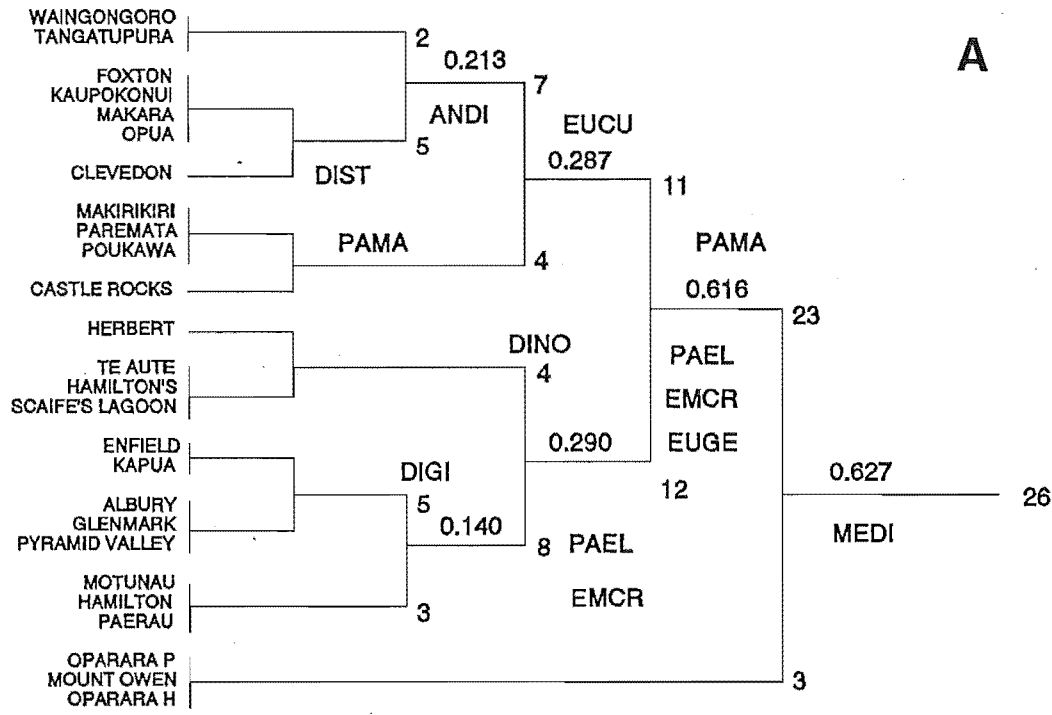 A
WAINGONGORO
TANGATUPURA
2
0.213
FOXTON
KAUPOKONUI
MAKARA
OPUA
7
ANDI
EUCU
5
0.287
CLEVEDON
DIST
11
MAKIRIKIRI
PAREMATA
POUKAWA
PAMA
4
PAMA
CASTLE ROCKS
0.616
23
HERBERT
DINO
4
PAEL
EMCR
EUGE
TE AUTE
HAMILTON'S
SCAIFE'S LAGOON
ENFIELD
KAPUA
0.290
12
DIGI
5
0.140
0.627
26
MEDI
ALBURY
GLENMARK
PYRAMID VALLEY
8
PAEL
EMCR
MOTUNAU
HAMILTON
PAERAU
3
OPARARA P
MOUNT OWEN
OPARARA H
3